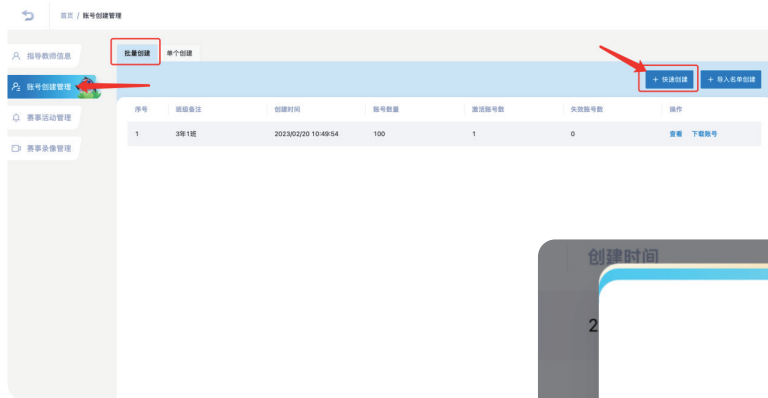 首页 / 账号创建管理
指导教师信息
账号创建管理
赛事活动管理
赛事录像管理
批量创建 单个创建
+ 快速创建 + 导入名单创建
序号 班级备注 创建时间 账号数量 激活账号数 失效账号数 操作
1 3年1班 2023/02/20 10:49:54 100 1 0 查看 下载账号
创建时间
2